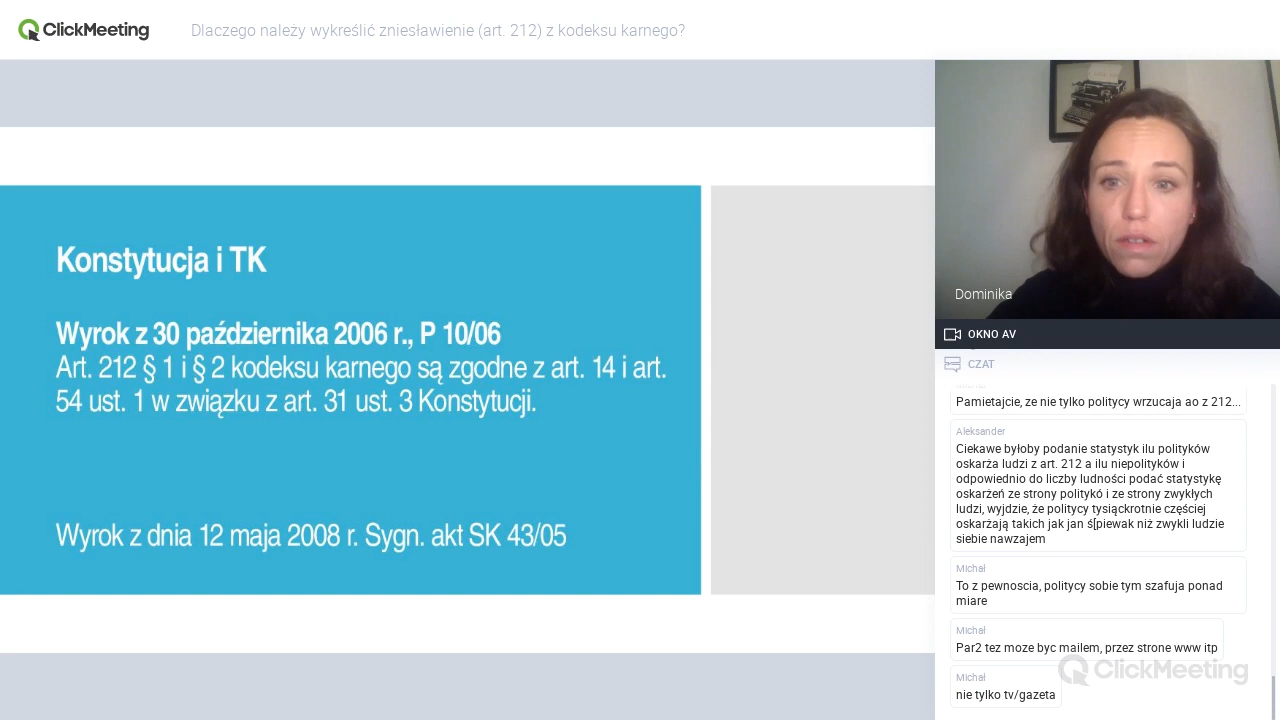 ClickMeeting
Dlaczego należy wykreślić zniesławienie (art. 212) z kodeksu karnego?
Konstytucja i TK
Wyrok z 30 października 2006 r., P 10/06
Art. 212 § 1 i § 2 kodeksu karnego są zgodne z art. 14 i art.
54 ust. 1 w związku z art. 31 ust. 3 Konstytucji.
Wyrok z dnia 12 maja 2008 r. Sygn. akt SK 43/05
Dominika
OKNO AV
CZAT
Pamietajcie, ze nie tylko politycy wrzucaja ao z 212...
Aleksander
Ciekawe byłoby podanie statystyk ilu polityków
oskarża ludzi z art. 212 a ilu niepolityków i
odpowiednio do liczby ludności podać statystykę
oskarżeń ze strony politykó i ze strony zwykłych
ludzi, wyjdzie, że politycy tysiąckrotnie częściej
oskarżają takich jak jan ś[piewak niż zwykli ludzie
siebie nawzajem
Michał
To z pewnoscia, politycy sobie tym szafuja ponad
miare
Michał
Par2 tez moze byc mailem, przez strone www itp
ClickMeeting
Michał
nie tylko tv/gazeta